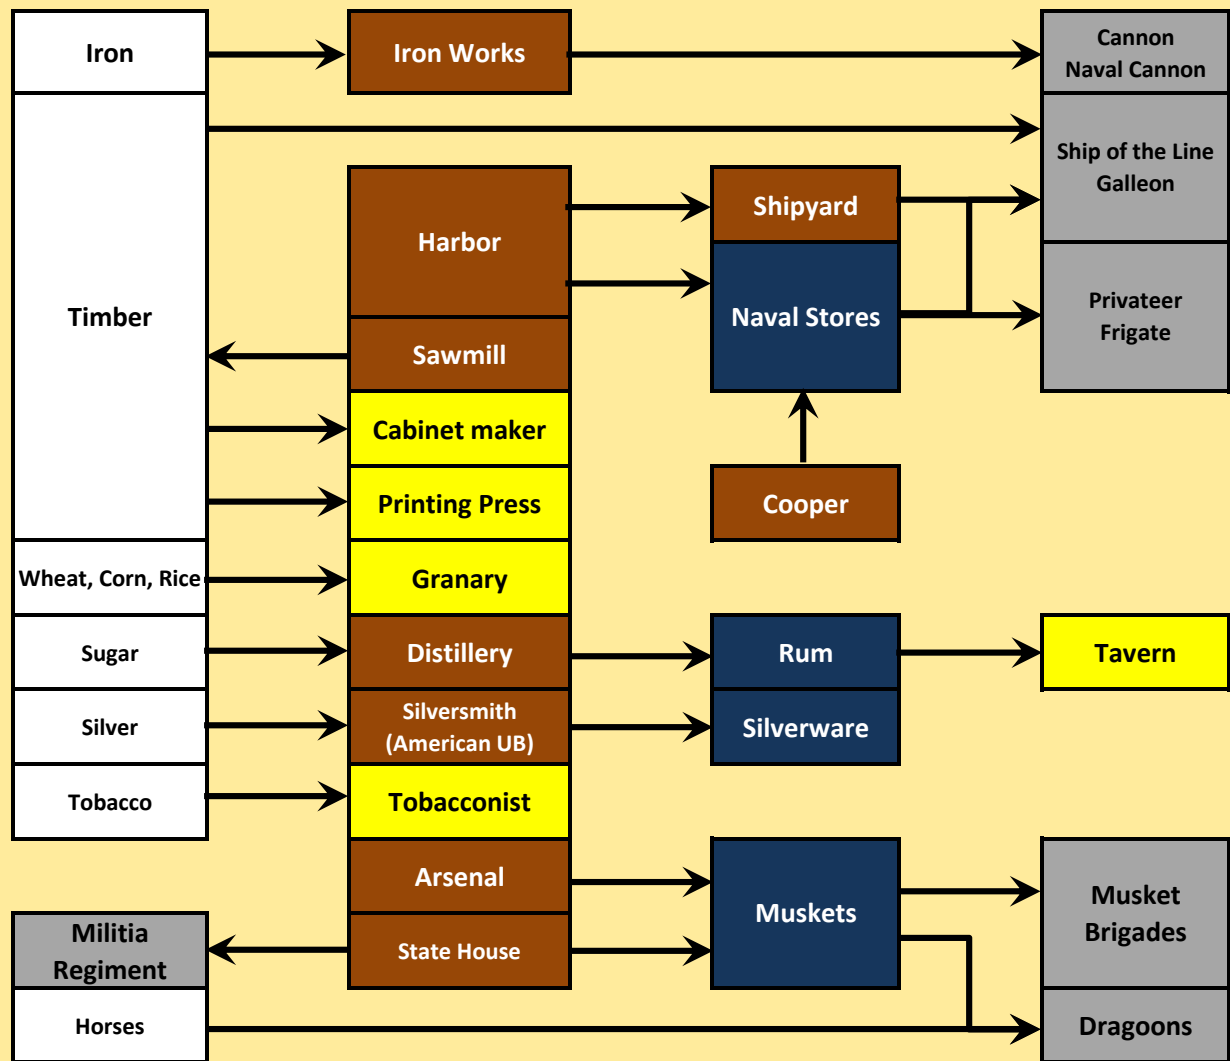 Iron
Iron Works
Cannon
Naval Cannon
Timber
Ship of the Line
Galleon
Harbor
Shipyard
Naval Stores
Privateer
Frigate
Sawmill
Cabinet maker
Printing Press
Cooper
Wheat, Corn, Rice
Granary
Sugar
Distillery
Rum
Tavern
Silver
Silversmith
(American UB)
Silverware
Tobacco
Tobacconist
Arsenal
Muskets
Musket
Brigades
Militia
Regiment
State House
Horses
Dragoons